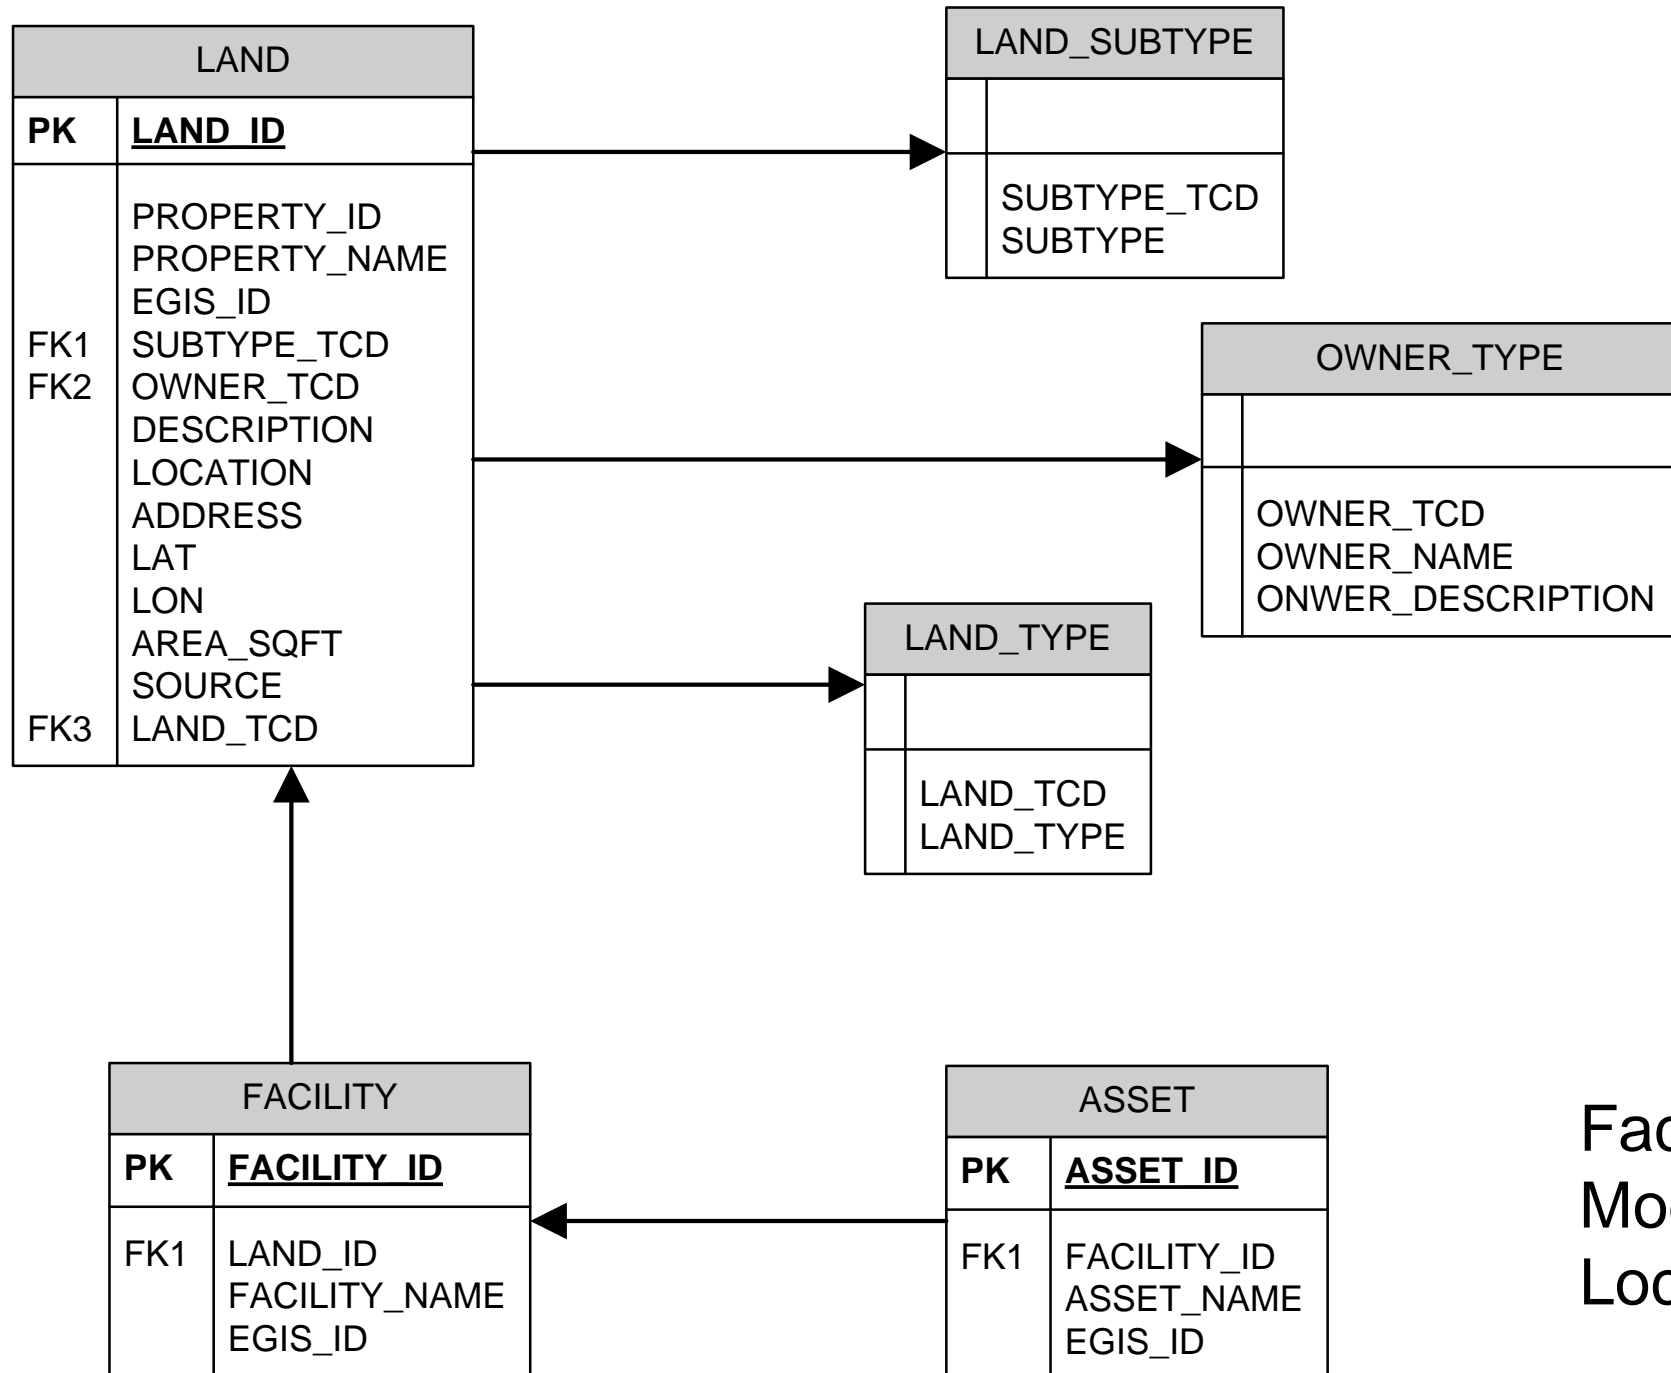 LAND
PK LAND_ID
PROPERTY_ID
PROPERTY_NAME
EGIS_ID
FK1 SUBTYPE_TCD
FK2 OWNER_TCD
DESCRIPTION
LOCATION
ADDRESS
LAT
LON
AREA_SQFT
SOURCE
FK3 LAND_TCD
LAND_SUBTYPE
SUBTYPE_TCD
SUBTYPE
OWNER_TYPE
OWNER_TCD
OWNER_NAME
ONWER_DESCRIPTION
LAND_TYPE
LAND_TCD
LAND_TYPE
FACILITY
PK FACILITY_ID
FK1 LAND_ID
FACILITY_NAME
EGIS_ID
ASSET
PK ASSET_ID
FK1 FACILITY_ID
ASSET_NAME
EGIS_ID